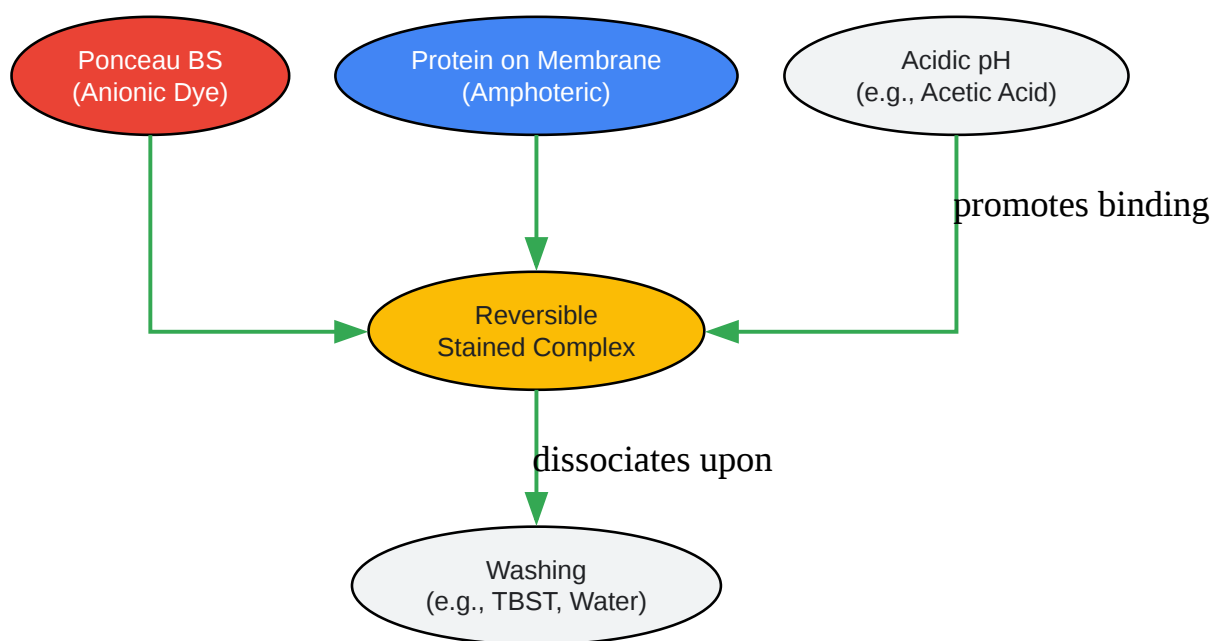 Ponceau BS
(Anionic Dye)
Protein on Membrane
(Amphoteric)
Acidic pH
(e.g., Acetic Acid)
promotes binding
Reversible
Stained Complex
dissociates upon
Washing
(e.g., TBST, Water)